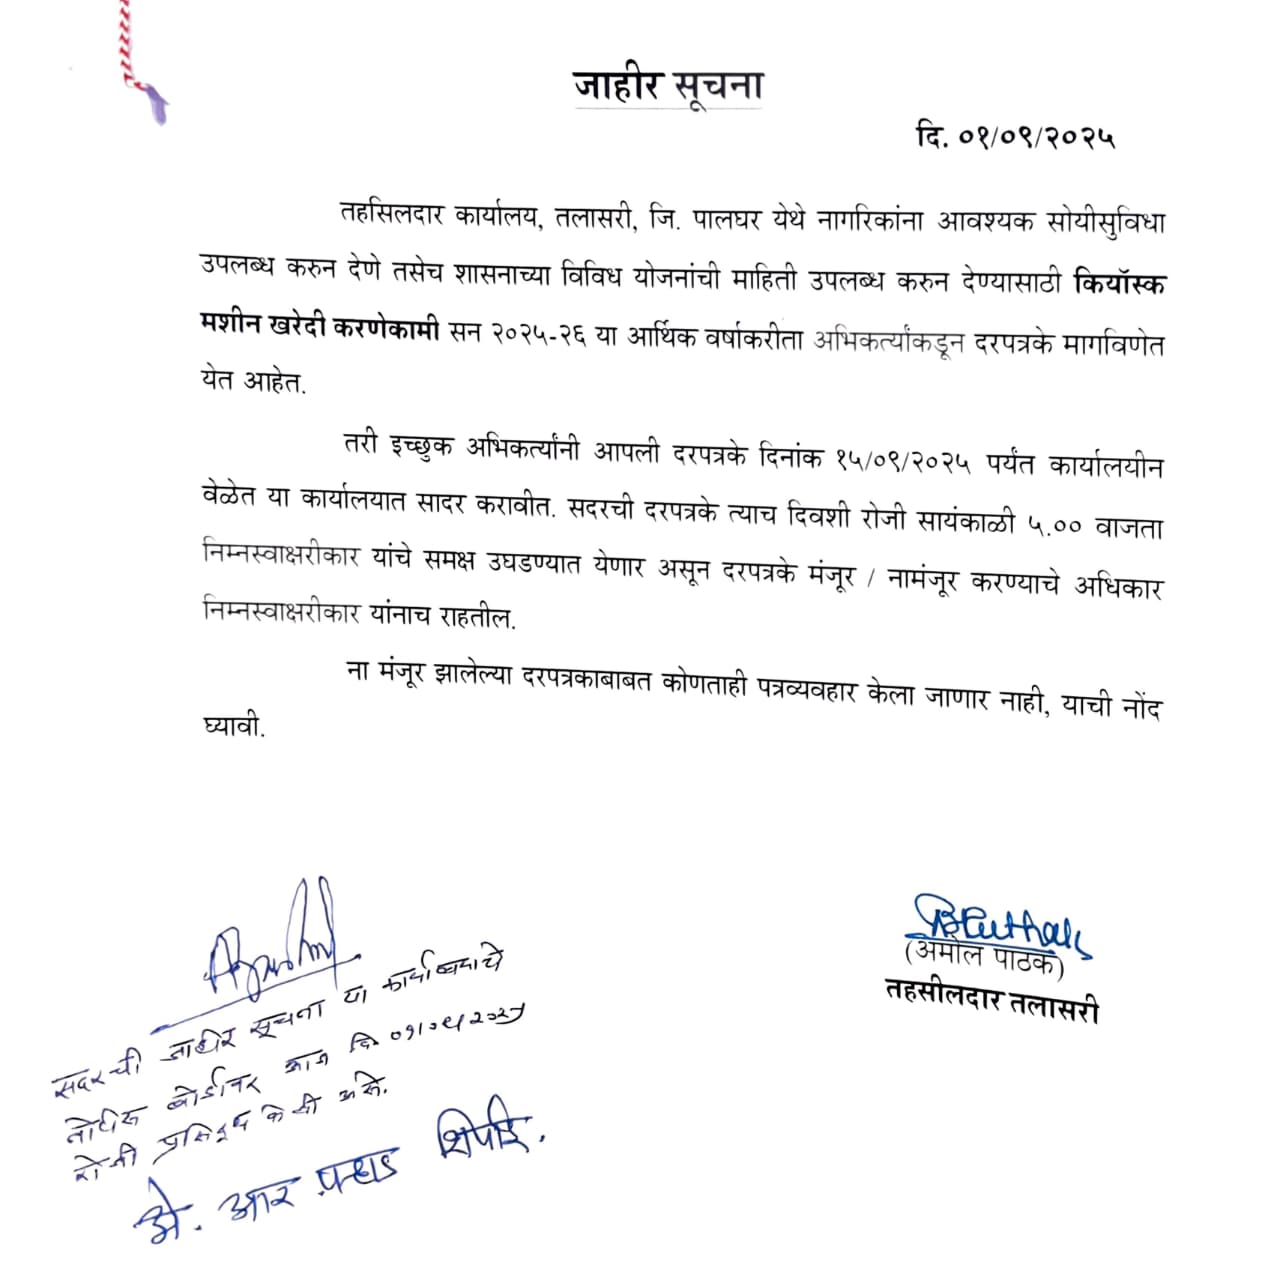 जाहीर सूचना
दि. ०१/०९/२०२५
तहसिलदार कार्यालय, तलासरी, जि. पालघर येथे नागरिकांना आवश्यक सोयीसुविधा
उपलब्ध करुन देणे तसेच शासनाच्या विविध योजनांची माहिती उपलब्ध करुन देण्यासाठी कियॉस्क
मशीन खरेदी करणेकामी सन २०२५-२६ या आर्थिक वर्षाकरीता अभिकर्त्यांकडून दरपत्रके मागविणेत
येत आहेत.
तरी इच्छुक अभिकर्त्यांनी आपली दरपत्रके दिनांक १५/०९/२०२५ पर्यंत कार्यालयीन
वेळेत या कार्यालयात सादर करावीत. सदरची दरपत्रके त्याच दिवशी रोजी सायंकाळी ५.०० वाजता
निम्नस्वाक्षरीकार यांचे समक्ष उघडण्यात येणार असून दरपत्रके मंजूर / नामंजूर करण्याचे अधिकार
निम्नस्वाक्षरीकार यांनाच राहतील.
ना मंजूर झालेल्या दरपत्रकाबाबत कोणताही पत्रव्यवहार केला जाणार नाही, याची नोंद
घ्यावी.
(अमोल पाठक)
तहसीलदार तलासरी
सदरची जाहीर सूचना या कार्यालयाचे
नोटीस बोर्डावर आज दि ०१/०९/२०२५
रोजी प्रसिद्ध केली असे.
अे. आर शिपाई.